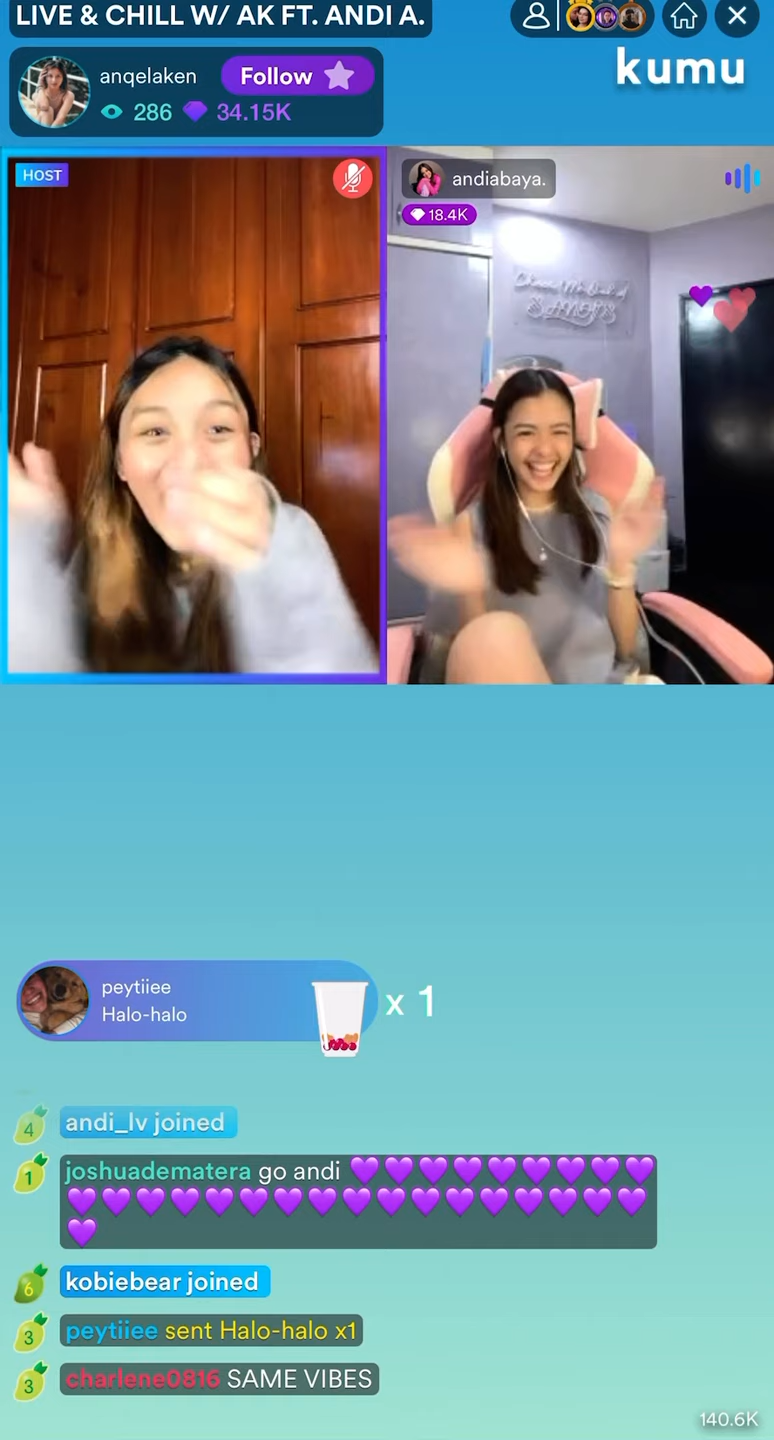 LIVE & CHILL W/ AK FT. ANDI A.
anqelaken
Follow
286
34.15K
kumu
HOST
andiabaya.
18.4K
peytiiee
Halo-halo
x 1
4
andi_lv joined
1
joshuadematera go andi 💜💜💜💜💜💜💜💜💜
💜💜💜💜💜💜💜💜💜💜💜💜💜💜💜💜💜
💜
6
kobiebear joined
3
peytiiee sent Halo-halo x1
3
charlene0816 SAME VIBES
140.6K